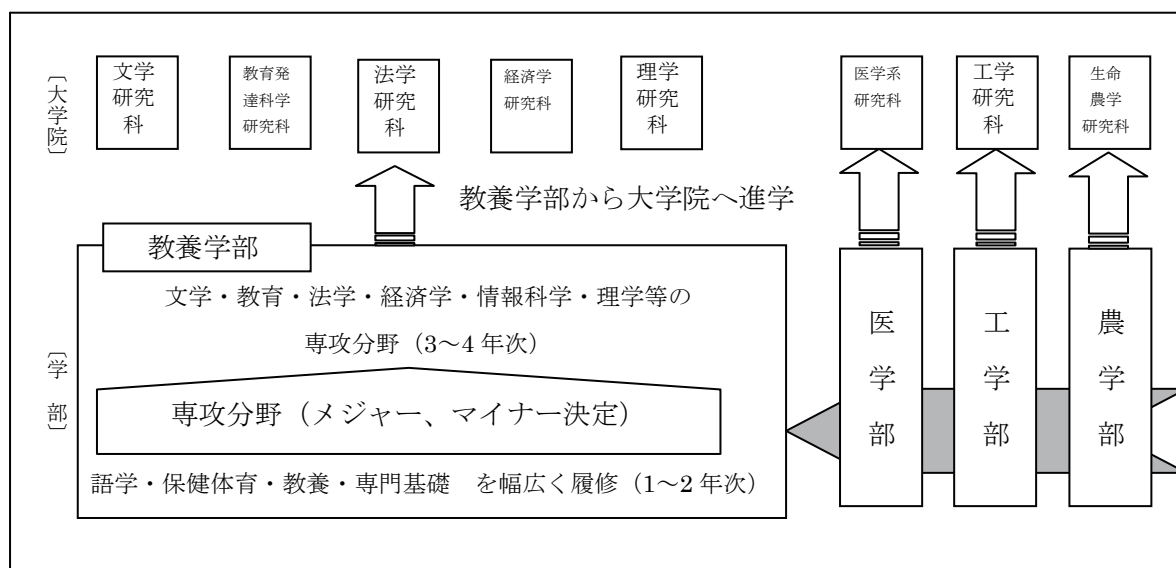 〔大学院〕
文学
研究
科
教育発
達科学
研究科
法学
研究
科
経済学
研究科
理学
研究
科
医学系
研究科
工学
研究
科
生命
農学
研究科
教養学部から大学院へ進学
教養学部
文学・教育・法学・経済学・情報科学・理学等の
専攻分野（3～4 年次）
専攻分野（メジャー、マイナー決定）
語学・保健体育・教養・専門基礎　を幅広く履修（1～2 年次）
〔学　部〕
医学部
工学部
農学部